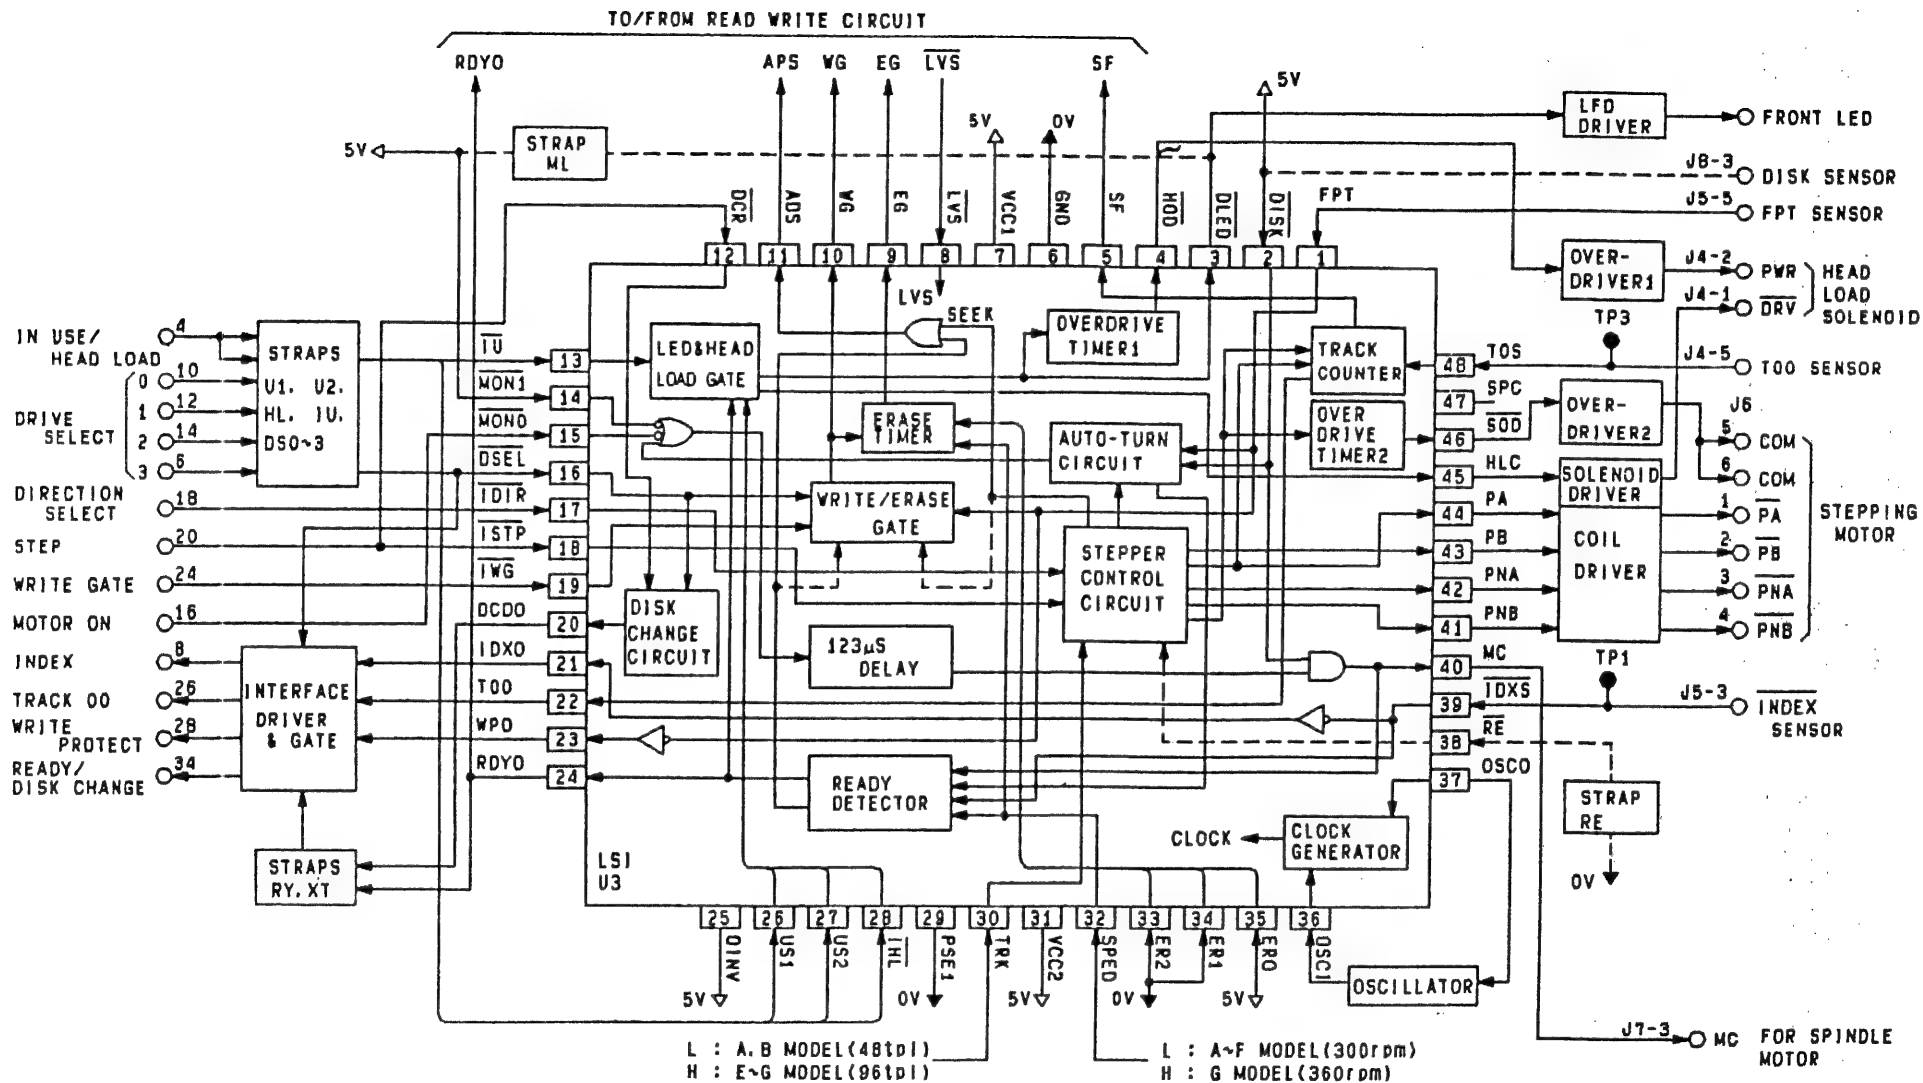 TO/FROM READ WRITE CIRCUIT
RDYO
APS
WG
EG
LVS
SF
5V
5V
STRAP
ML
5V
0V
LFD
DRIVER
FRONT LED
J8-3
DISK SENSOR
J5-5
FPT SENSOR
DCR
ADS
WG
EG
LVS
VCC1
GND
SF
HOD
DLED
DISK
FPT
12
11
10
9
8
7
6
5
4
3
2
1
OVER-
DRIVER1
J4-2
PWR
J4-1
DRV
HEAD
LOAD
SOLENOID
TP3
J4-5
TOO SENSOR
J6
IN USE/
HEAD LOAD
4
DRIVE
SELECT
0
10
1
12
2
14
3
6
STRAPS
U1. U2.
HL. IU.
DS0~3
DIRECTION
SELECT
18
STEP
20
WRITE GATE
24
MOTOR ON
16
INDEX
8
TRACK 00
26
WRITE
PROTECT
28
READY/
DISK CHANGE
34
INTERFACE
DRIVER
& GATE
STRAPS
RY.XT
IU
13
MON1
14
MON0
15
DSEL
16
IDIR
17
ISTP
18
IWG
19
DCDO
20
IDXO
21
TOO
22
WPO
23
RDYO
24
LVS
SEEK
LED&HEAD
LOAD GATE
OVERDRIVE
TIMER1
TRACK
COUNTER
ERASE
TIMER
AUTO-TURN
CIRCUIT
OVER
DRIVE
TIMER2
WRITE/ERASE
GATE
STEPPER
CONTROL
CIRCUIT
DISK
CHANGE
CIRCUIT
123μS
DELAY
READY
DETECTOR
CLOCK
CLOCK
GENERATOR
LSI
U3
48
TOS
47
SPC
46
SOD
45
HLC
44
PA
43
PB
42
PNA
41
PNB
40
MC
39
IDXS
38
RE
37
OSCO
OVER-
DRIVER2
SOLENOID
DRIVER
COIL
DRIVER
5
COM
6
COM
1
PA
2
PB
3
PNA
4
PNB
STEPPING
MOTOR
TP1
J5-3
INDEX
SENSOR
STRAP
RE
0V
25
26
27
28
29
30
31
32
33
34
35
36
OINV
US1
US2
IHL
PSE1
TRK
VCC2
SPED
ER2
ER1
ER0
OSCI
5V
0V
5V
0V
5V
OSCILLATOR
J7-3
MC
FOR SPINDLE
MOTOR
L : A.B MODEL(48tpi)
H : E~G MODEL(96tpi)
L : A~F MODEL(300rpm)
H : G MODEL(360rpm)